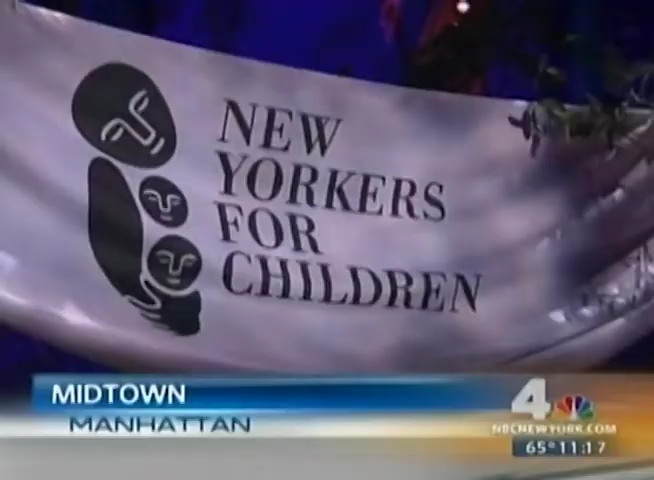 NEW
YORKERS
FOR
CHILDREN
MIDTOWN
MANHATTAN
4
NBCNEWYORK.COM
65° 11:17